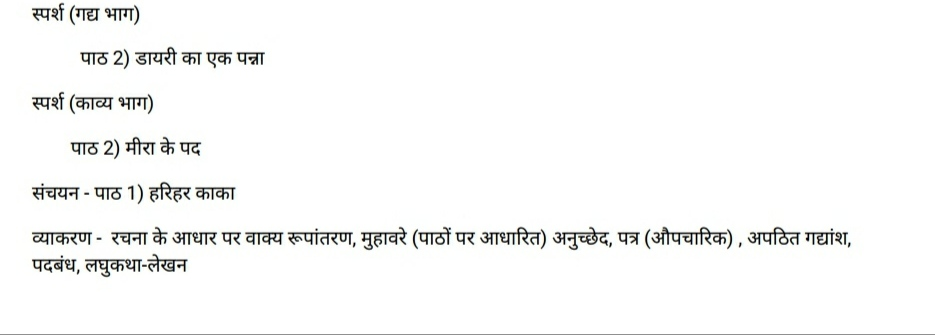 स्पर्श (गद्य भाग)
पाठ 2) डायरी का एक पन्ना
स्पर्श (काव्य भाग)
पाठ 2) मीरा के पद
संचयन - पाठ 1) हरिहर काका
व्याकरण - रचना के आधार पर वाक्य रूपांतरण, मुहावरे (पाठों पर आधारित) अनुच्छेद, पत्र (औपचारिक) , अपठित गद्यांश,
पदबंध, लघुकथा-लेखन